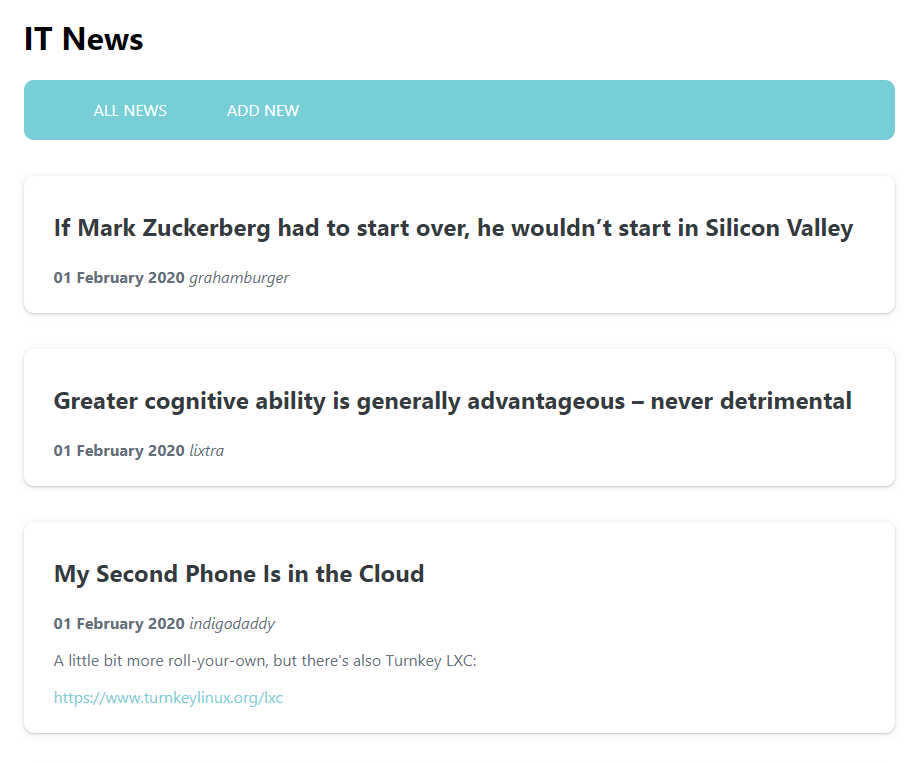 IT News
ALL NEWS ADD NEW
If Mark Zuckerberg had to start over, he wouldn’t start in Silicon Valley
01 February 2020 grahamburger
Greater cognitive ability is generally advantageous – never detrimental
01 February 2020 lixtra
My Second Phone Is in the Cloud
01 February 2020 indigodaddy
A little bit more roll-your-own, but there's also Turnkey LXC:
https://www.turnkeylinux.org/lxc